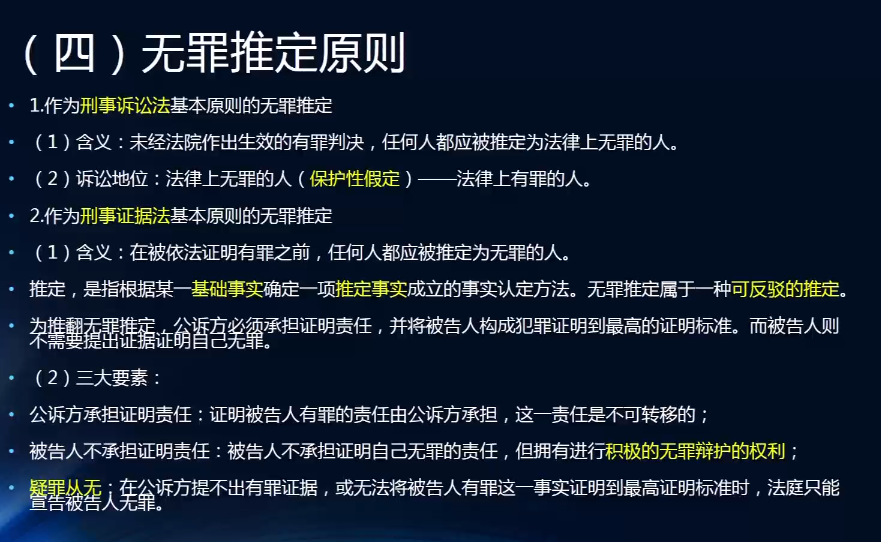 （四）无罪推定原则
1.作为刑事诉讼法基本原则的无罪推定
（1）含义：未经法院作出生效的有罪判决，任何人都应被推定为法律上无罪的人。
（2）诉讼地位：法律上无罪的人（保护性假定）——法律上有罪的人。
2.作为刑事证据法基本原则的无罪推定
（1）含义：在被依法证明有罪之前，任何人都应被推定为无罪的人。
推定，是指根据某一基础事实确定一项推定事实成立的事实认定方法。无罪推定属于一种可反驳的推定。
为推翻无罪推定，公诉方必须承担证明责任，并将被告人构成犯罪证明到最高的证明标准。而被告人则
不需要提出证据证明自己无罪。
（2）三大要素：
公诉方承担证明责任：证明被告人有罪的责任由公诉方承担，这一责任是不可转移的；
被告人不承担证明责任：被告人不承担证明自己无罪的责任，但拥有进行积极的无罪辩护的权利；
疑罪从无：在公诉方提不出有罪证据，或无法将被告人有罪这一事实证明到最高证明标准时，法庭只能
宣告被告人无罪。